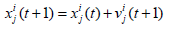 x_j^i(t+1) = x_j^i(t) + v_j^i(t+1)